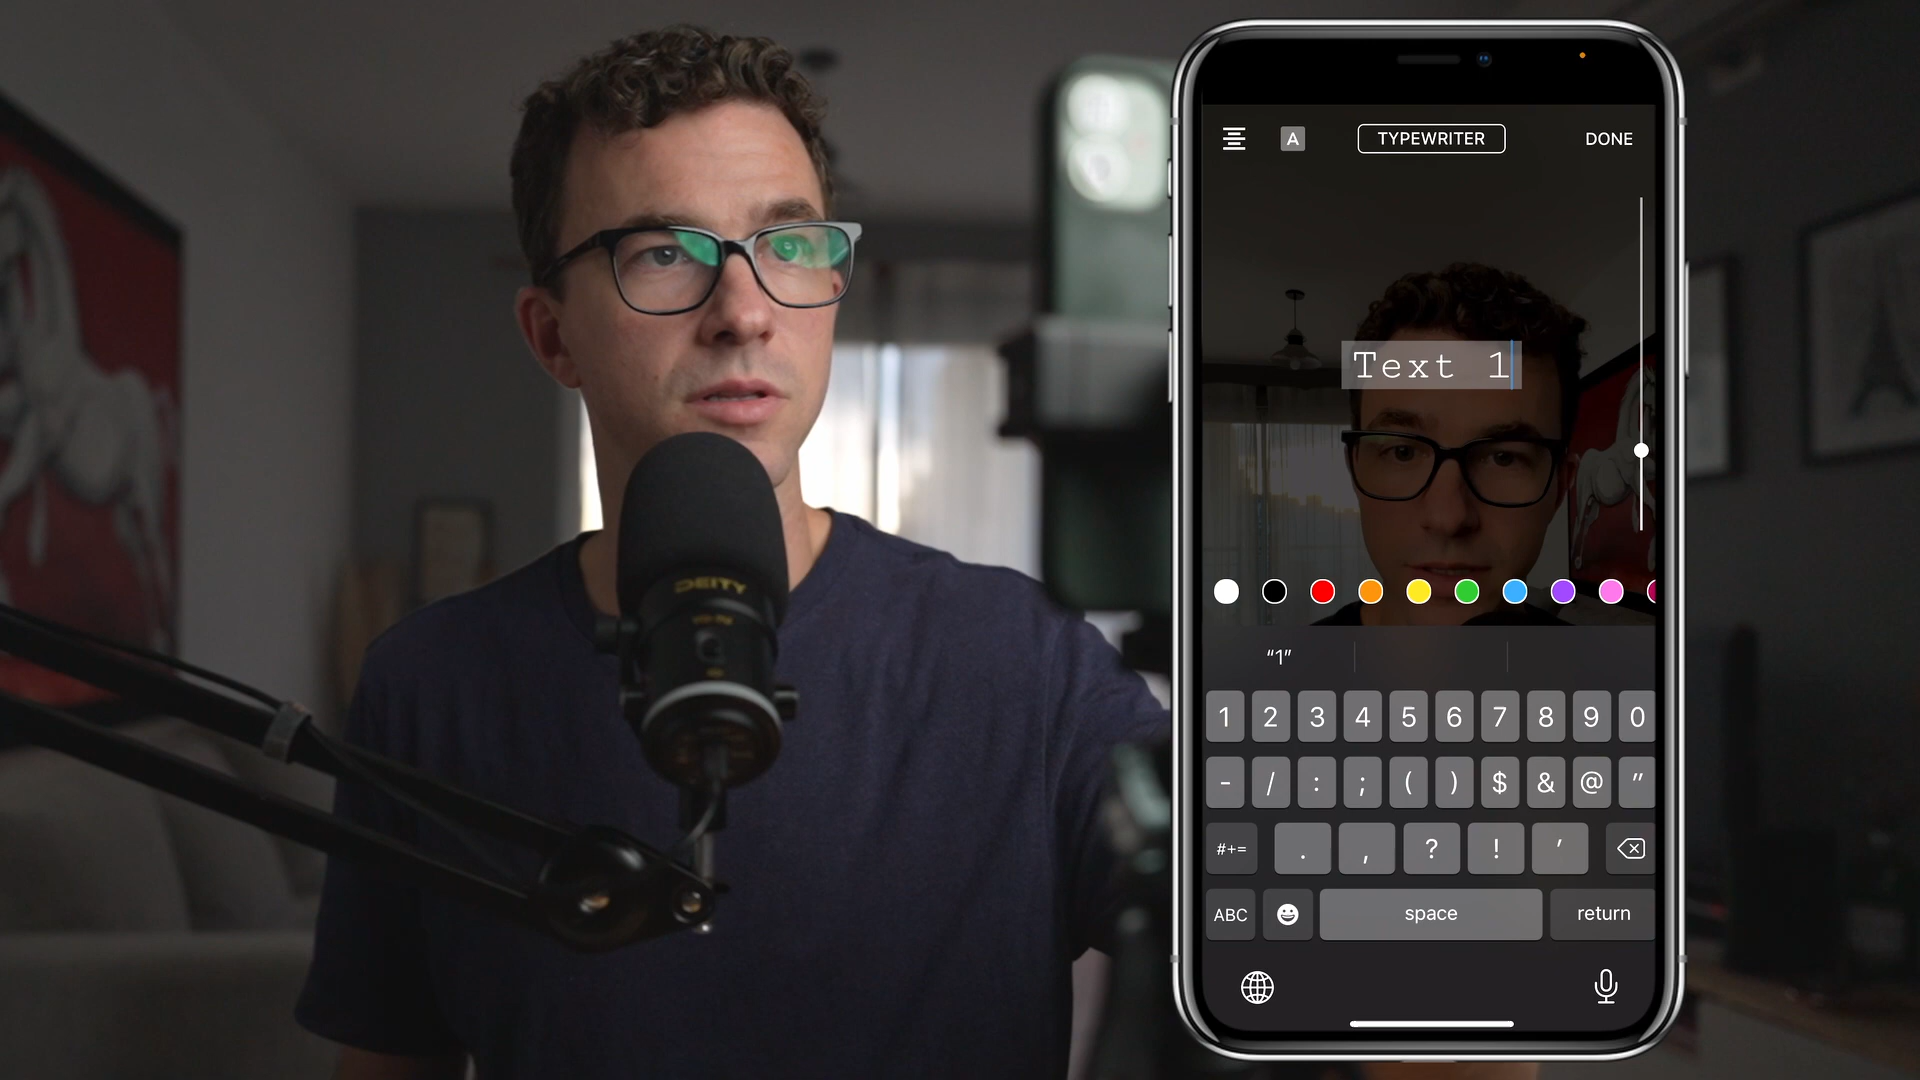 A
TYPEWRITER
DONE
Text 1
DEITY
“1”
1 2 3 4 5 6 7 8 9 0
- / : ; ( ) $ & @ ”
#+= . , ? ! ’
ABC space return